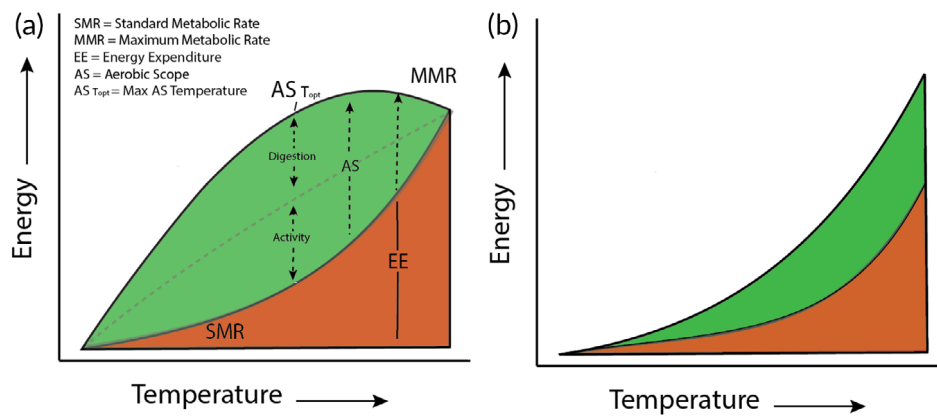 (a)
SMR = Standard Metabolic Rate
MMR = Maximum Metabolic Rate
EE = Energy Expenditure
AS = Aerobic Scope
AS Topt = Max AS Temperature
AS Topt
MMR
Digestion
AS
Activity
EE
SMR
Energy
Temperature
(b)
Energy
Temperature